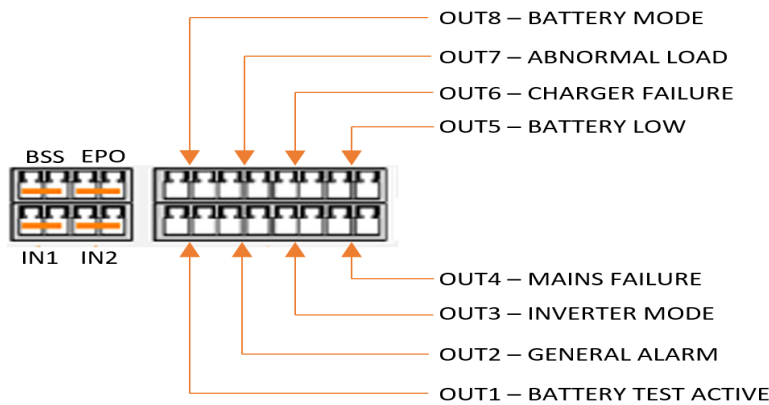 OUT8 – BATTERY MODE
OUT7 – ABNORMAL LOAD
OUT6 – CHARGER FAILURE
OUT5 – BATTERY LOW
BSS EPO
IN1 IN2
OUT4 – MAINS FAILURE
OUT3 – INVERTER MODE
OUT2 – GENERAL ALARM
OUT1 – BATTERY TEST ACTIVE